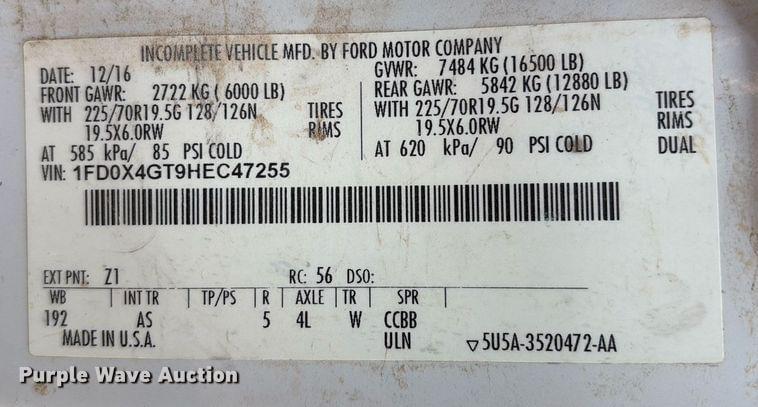 INCOMPLETE VEHICLE MFD. BY FORD MOTOR COMPANY
DATE: 12/16 GVWR: 7484 KG (16500 LB)
FRONT GAWR: 2722 KG ( 6000 LB) REAR GAWR: 5842 KG (12880 LB)
WITH 225/70R19.5G 128/126N TIRES WITH 225/70R19.5G 128/126N TIRES
19.5X6.0RW RIMS 19.5X6.0RW RIMS
AT 585 kPa/ 85 PSI COLD AT 620 kPa/ 90 PSI COLD DUAL
VIN: 1FD0X4GT9HEC47255
EXT PNT: Z1 RC: 56 DSO:
WB INT TR TP/PS R AXLE TR SPR
192 AS 5 4L W CCBB
MADE IN U.S.A. ULN 5U5A-3520472-AA
Purple Wave Auction